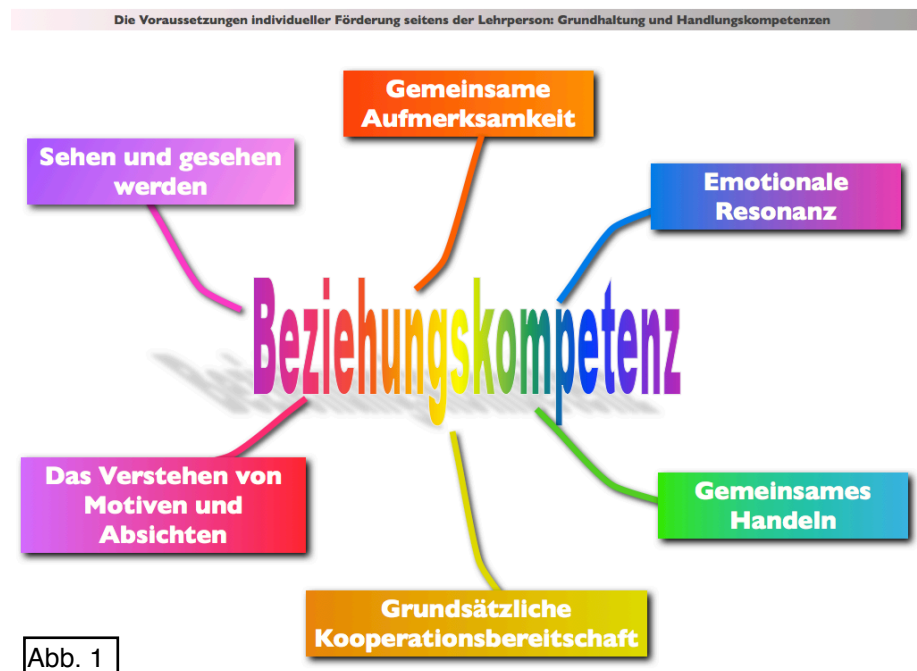 Die Voraussetzungen individueller Förderung seitens der Lehrperson: Grundhaltung und Handlungskompetenzen
Gemeinsame
Aufmerksamkeit
Sehen und gesehen
werden
Emotionale
Resonanz
Beziehungskompetenz
Das Verstehen von
Motiven und
Absichten
Gemeinsames
Handeln
Grundsätzliche
Kooperationsbereitschaft
Abb. 1